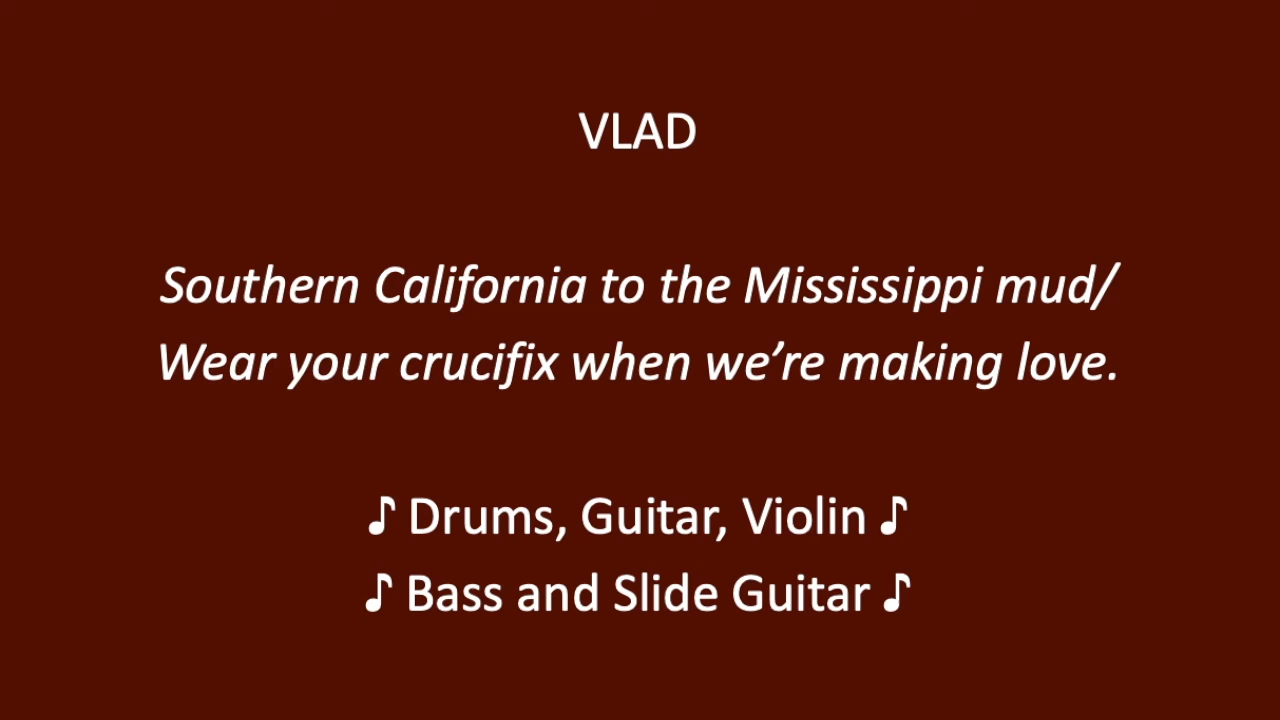 VLAD
Southern California to the Mississippi mud/
Wear your crucifix when we’re making love.
♪ Drums, Guitar, Violin ♪
♪ Bass and Slide Guitar ♪